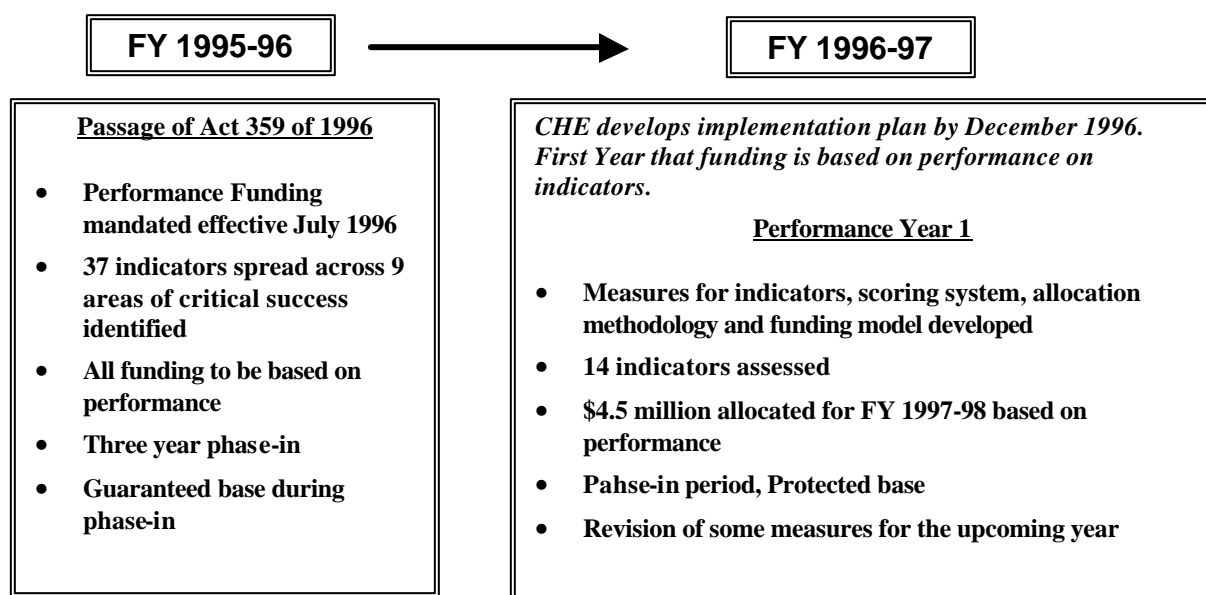 FY 1995-96
FY 1996-97
Passage of Act 359 of 1996
• Performance Funding
mandated effective July 1996
• 37 indicators spread across 9
areas of critical success
identified
• All funding to be based on
performance
• Three year phase-in
• Guaranteed base during
phase-in
CHE develops implementation plan by December 1996.
First Year that funding is based on performance on
indicators.
Performance Year 1
• Measures for indicators, scoring system, allocation
methodology and funding model developed
• 14 indicators assessed
• $4.5 million allocated for FY 1997-98 based on
performance
• Pahse-in period, Protected base
• Revision of some measures for the upcoming year